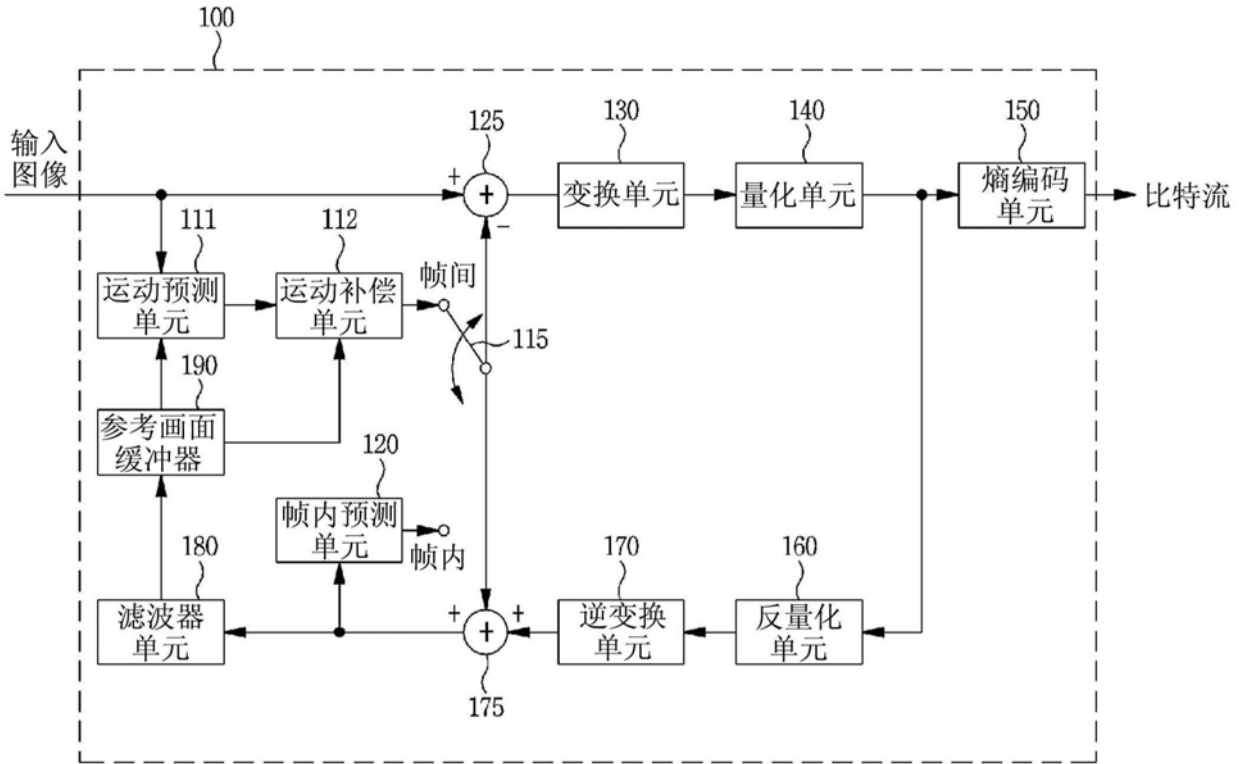 100
输入
图像
125
130
140
150
+
+
-
变换单元
量化单元
熵编码
单元
比特流
111
112
运动预测
单元
运动补偿
单元
帧间
115
190
参考画面
缓冲器
120
帧内预测
单元
帧内
180
170
160
滤波器
单元
+
+
+
逆变换
单元
反量化
单元
175